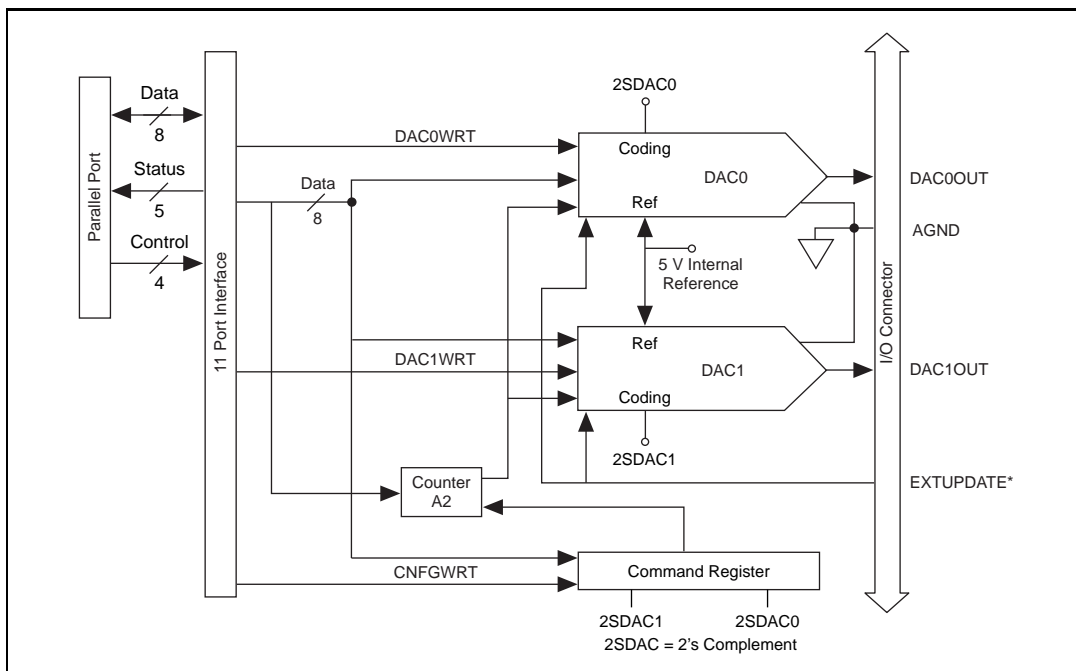 Parallel Port
Data
8
Status
5
Control
4
11 Port Interface
DAC0WRT
Data
8
2SDAC0
Coding
DAC0
Ref
5 V Internal
Reference
Ref
DAC1WRT
DAC1
Coding
2SDAC1
Counter
A2
CNFGWRT
Command Register
2SDAC1
2SDAC0
2SDAC = 2's Complement
I/O Connector
DAC0OUT
AGND
DAC1OUT
EXTUPDATE*